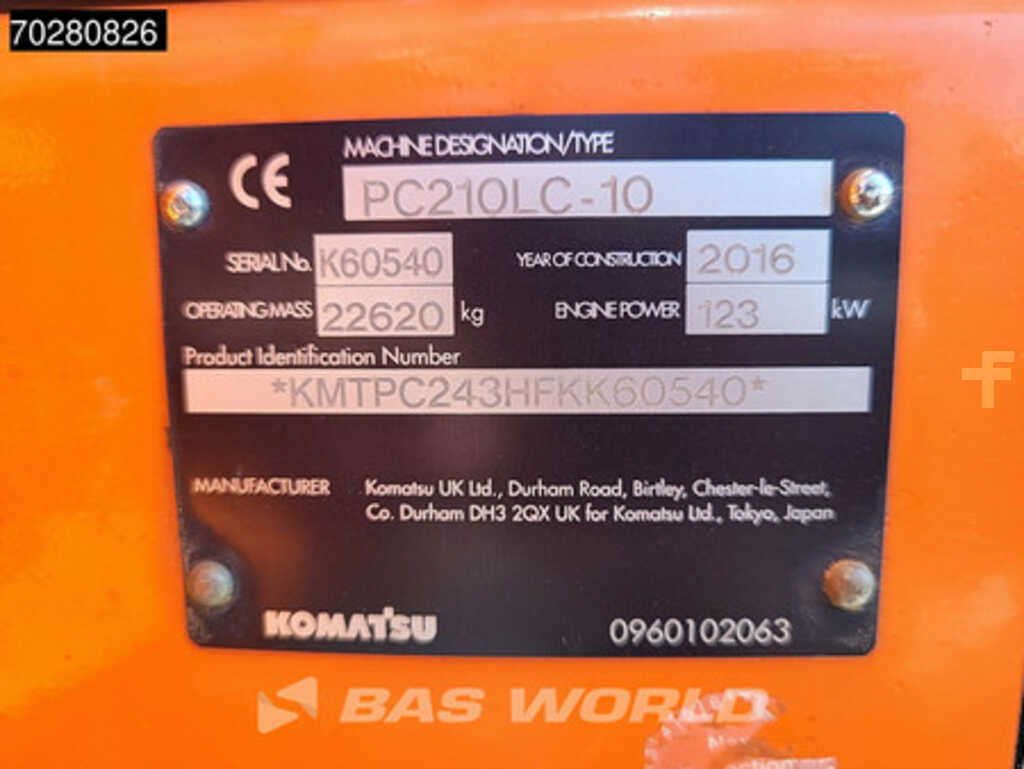 70280826
CE
MACHINE DESIGNATION/TYPE
PC210LC-10
SERIAL No. K60540 YEAR OF CONSTRUCTION 2016
OPERATING MASS 22620 kg ENGINE POWER 123 kW
Product Identification Number
*KMTPC243HFKK60540*
MANUFACTURER Komatsu UK Ltd., Durham Road, Birtley, Chester-le-Street,
Co. Durham DH3 2QX UK for Komatsu Ltd., Tokyo, Japan
KOMATSU 0960102063
BAS WORLD